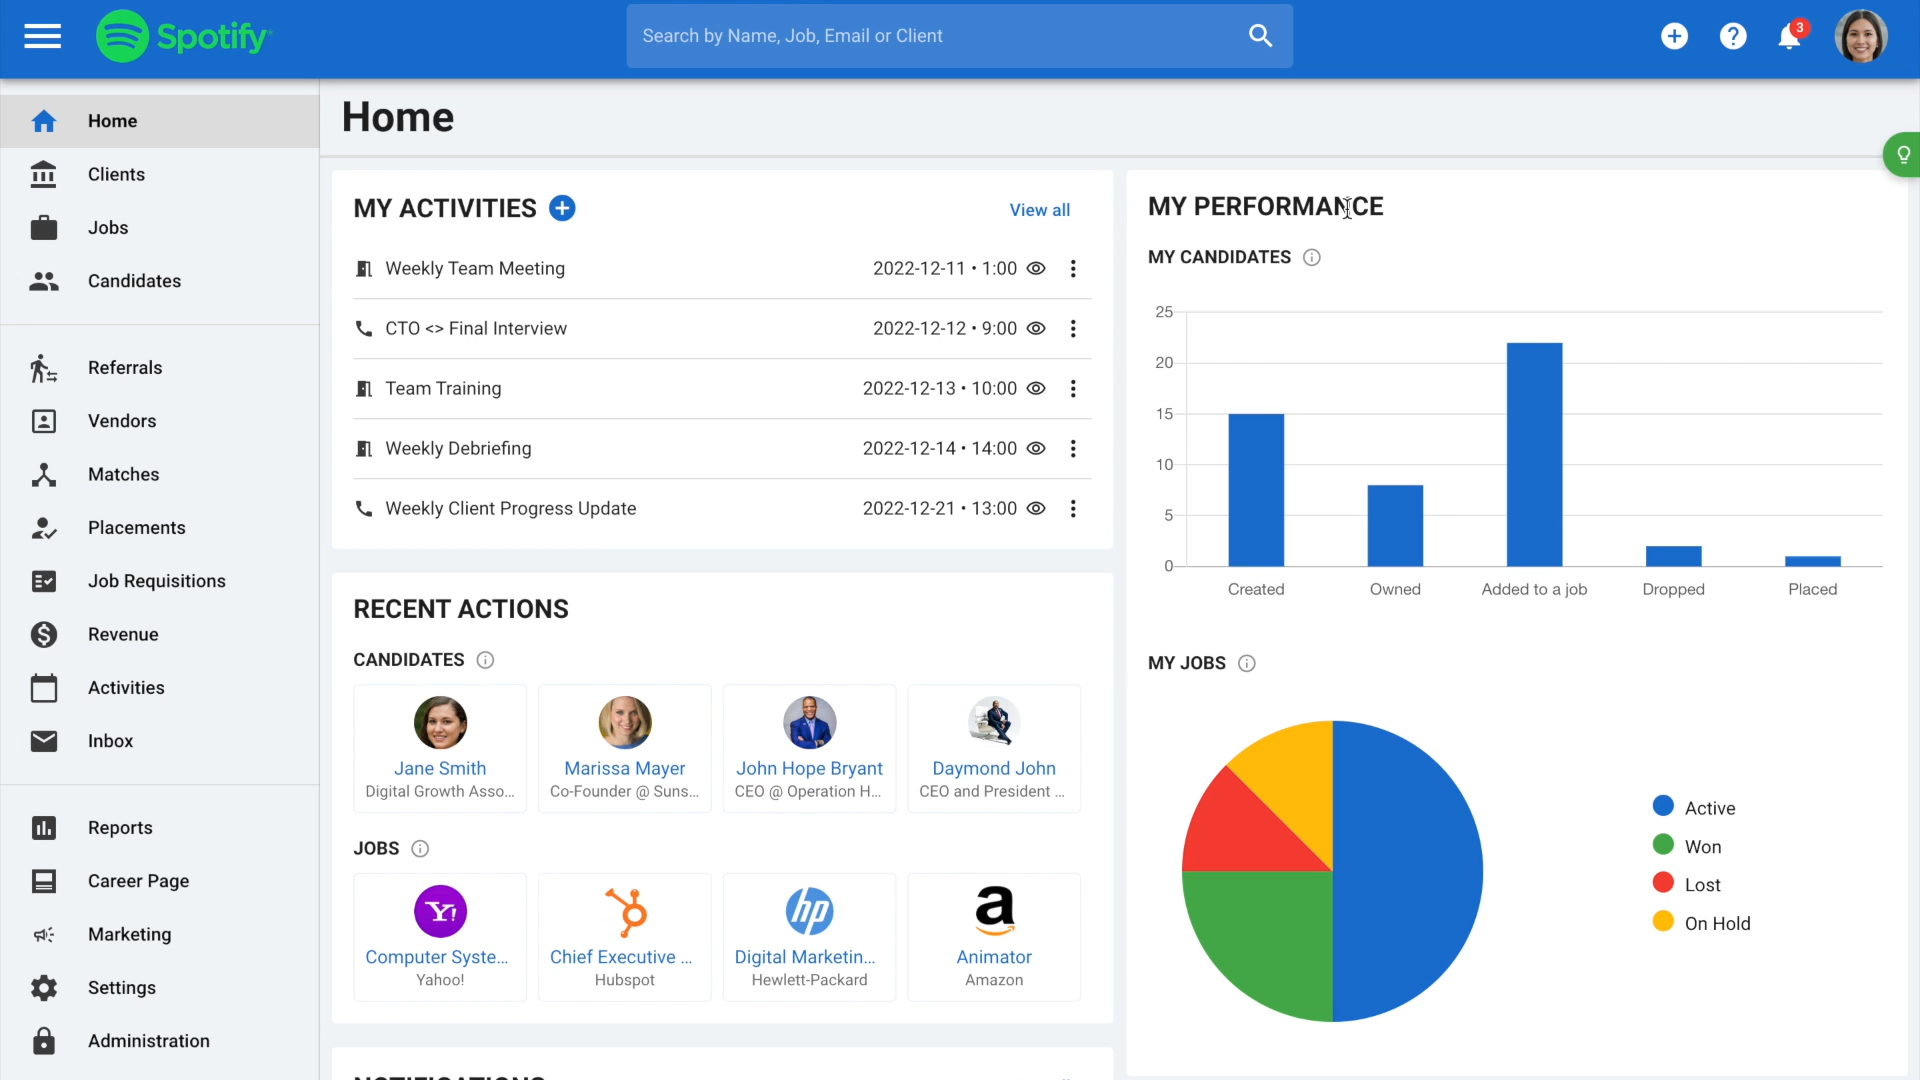 Spotify
Search by Name, Job, Email or Client
3
Home
Clients
Jobs
Candidates
Referrals
Vendors
Matches
Placements
Job Requisitions
Revenue
Activities
Inbox
Reports
Career Page
Marketing
Settings
Administration
Home
MY ACTIVITIES
View all
Weekly Team Meeting 2022-12-11 • 1:00
CTO <> Final Interview 2022-12-12 • 9:00
Team Training 2022-12-13 • 10:00
Weekly Debriefing 2022-12-14 • 14:00
Weekly Client Progress Update 2022-12-21 • 13:00
RECENT ACTIONS
CANDIDATES
Jane Smith
Digital Growth Asso...
Marissa Mayer
Co-Founder @ Suns...
John Hope Bryant
CEO @ Operation H...
Daymond John
CEO and President ...
JOBS
Y!
Computer Syste...
Yahoo!
Chief Executive ...
Hubspot
hp
Digital Marketin...
Hewlett-Packard
a
Animator
Amazon
NOTIFICATIONS
MY PERFORMANCE
MY CANDIDATES
25
20
15
10
5
0
Created Owned Added to a job Dropped Placed
MY JOBS
Active
Won
Lost
On Hold